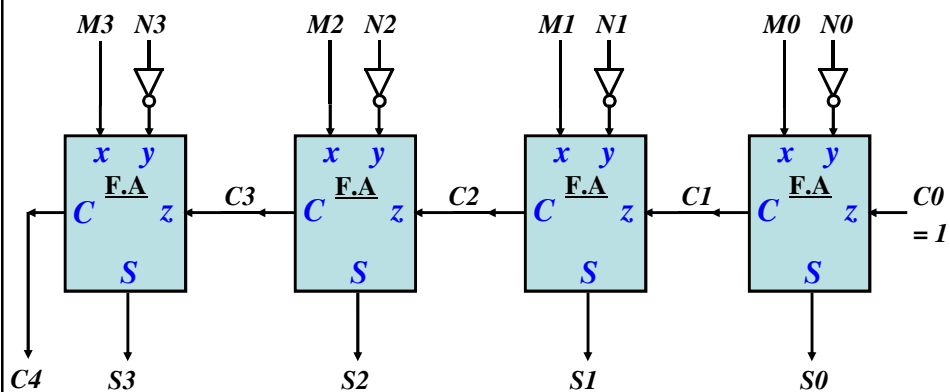 M3 N3 M2 N2 M1 N1 M0 N0
x y x y x y x y
F.A F.A F.A F.A
C z C3 C z C2 C z C1 C z C0
= 1
S S S S
C4 S3 S2 S1 S0